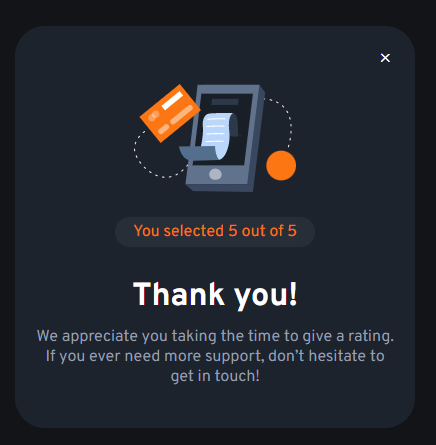 ×
You selected 5 out of 5
Thank you!
We appreciate you taking the time to give a rating.
If you ever need more support, don’t hesitate to
get in touch!